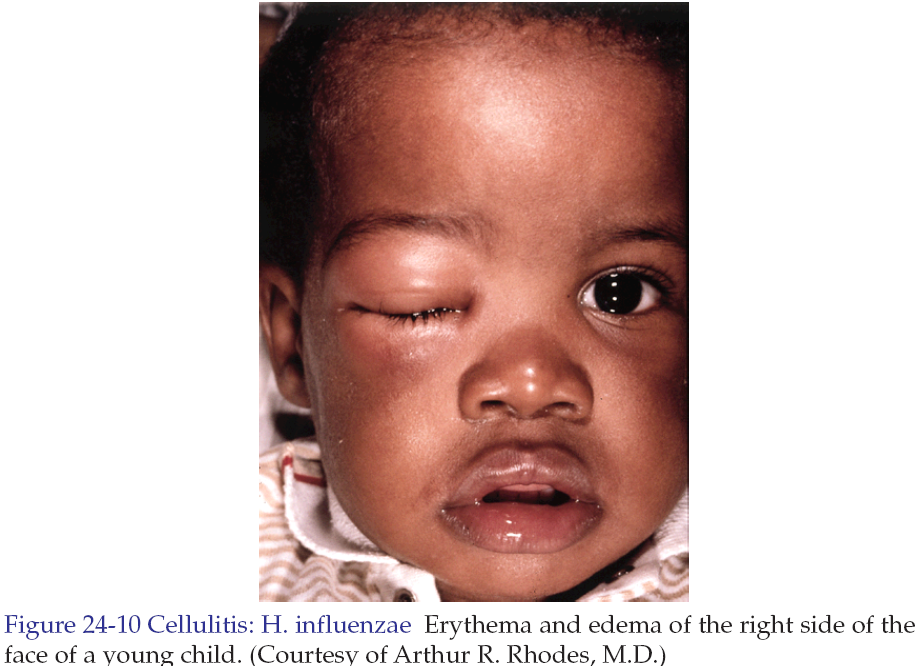 Figure 24-10 Cellulitis: H. influenzae Erythema and edema of the right side of the
face of a young child. (Courtesy of Arthur R. Rhodes, M.D.)